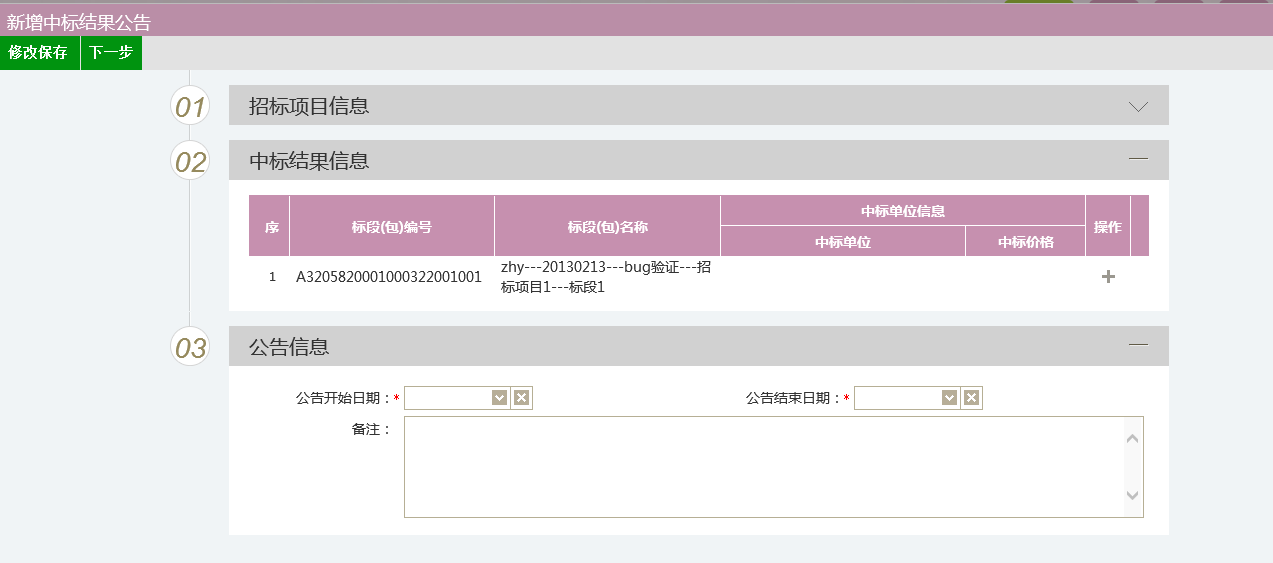 新增中标结果公告
修改保存 下一步
01 招标项目信息
02 中标结果信息
序 标段(包)编号 标段(包)名称 中标单位信息 操作
中标单位 中标价格
1 A3205820001000322001001 zhy---20130213---bug验证---招
标项目1---标段1
03 公告信息
公告开始日期：* 公告结束日期：*
备注：